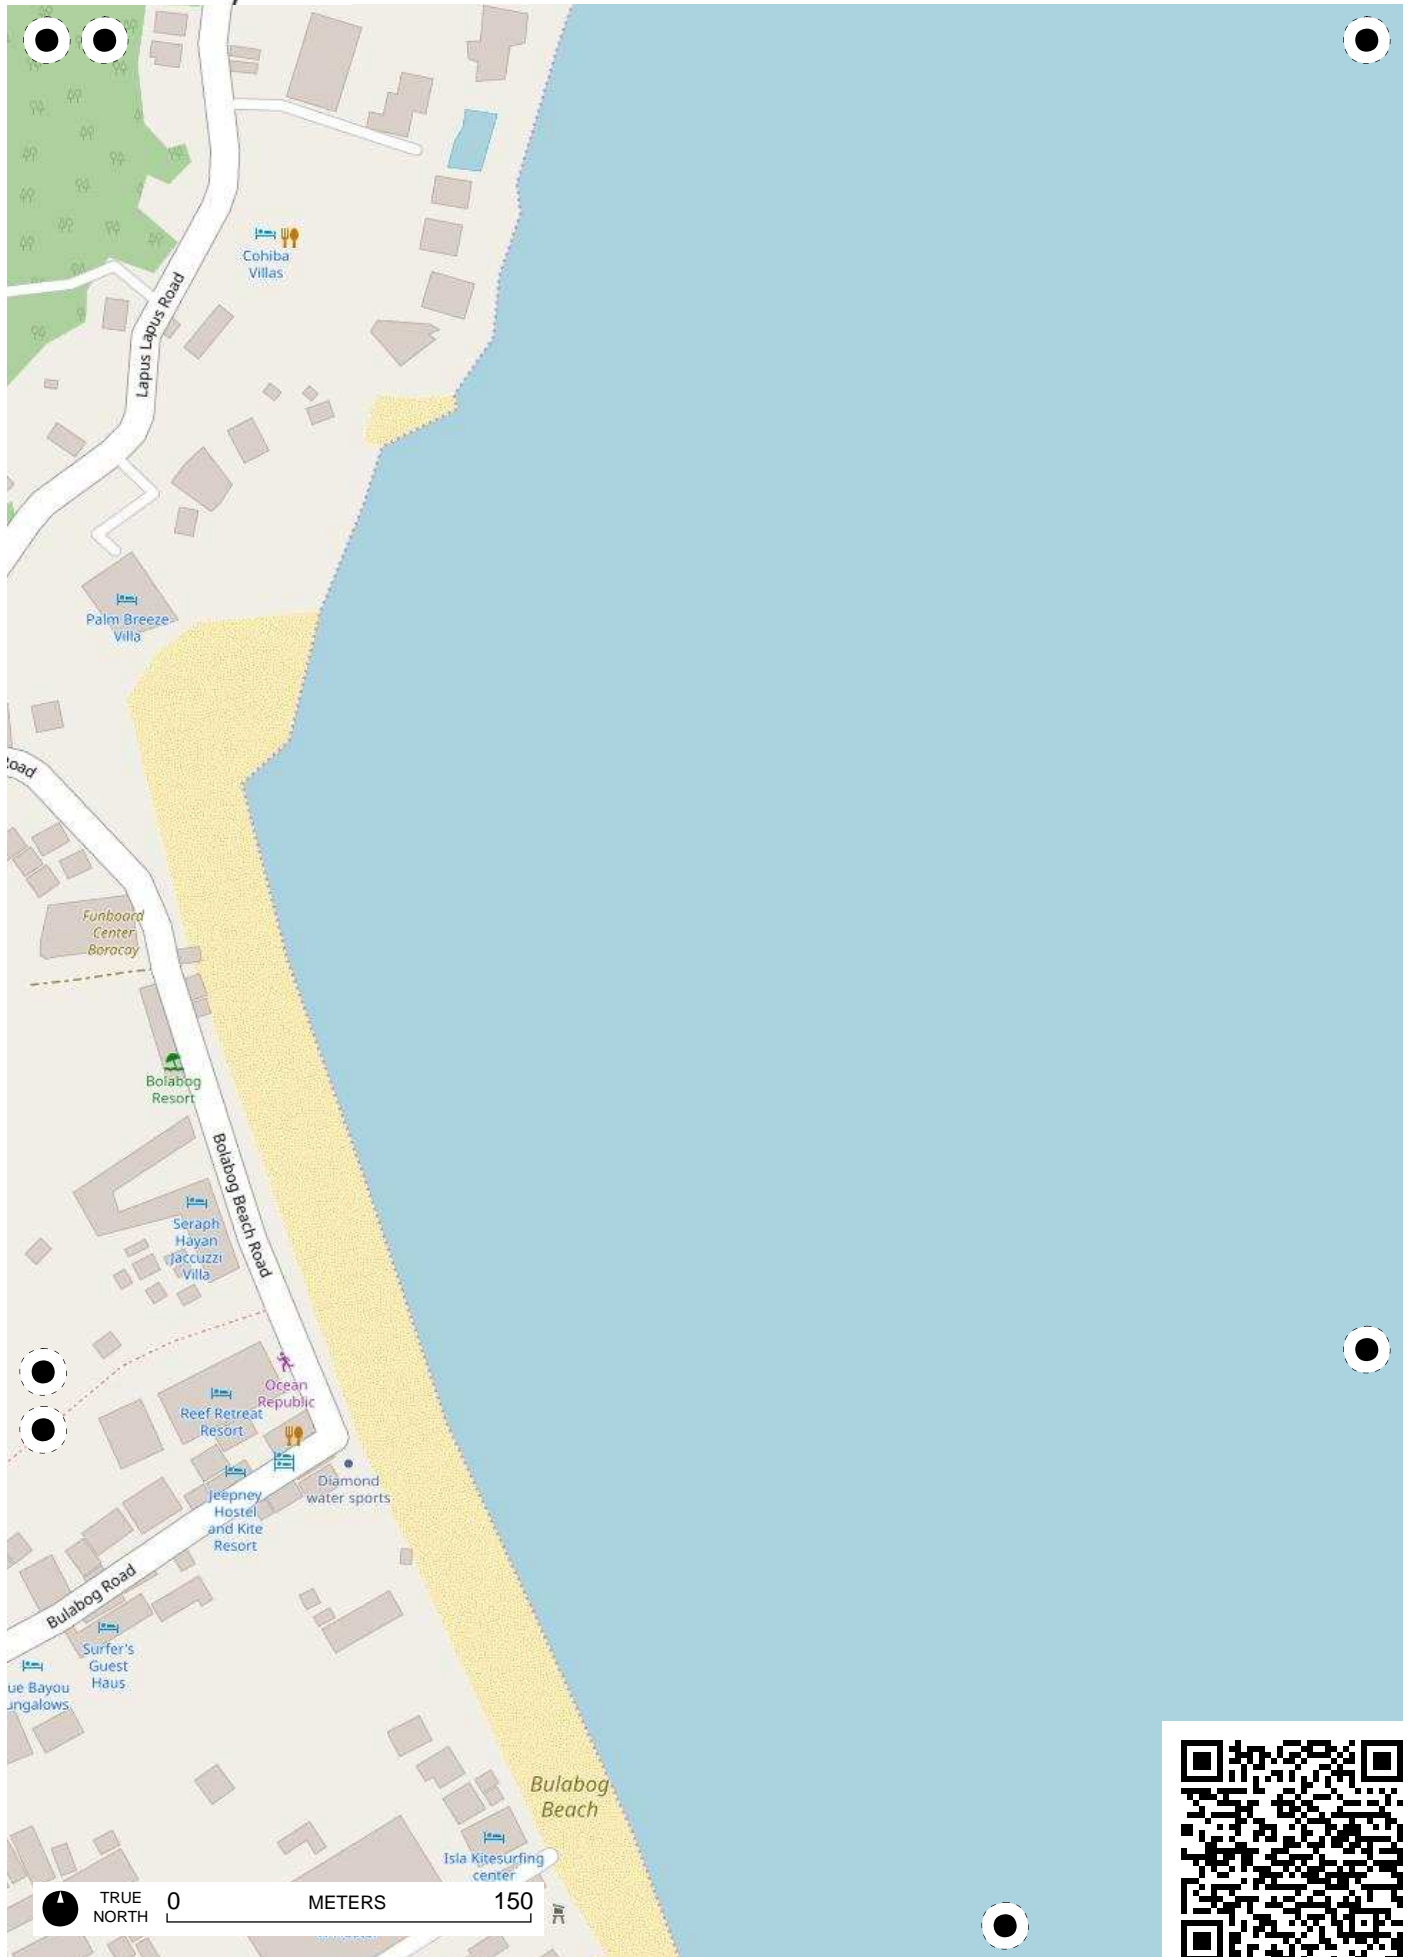 Cohiba
Villas
Lapus Lapus Road
Palm Breeze
Villa
Road
Funboard
Center
Boracay
Bolabog
Resort
Bolabog Beach Road
Seraph
Hayan
Jaccuzzi
Villa
Ocean
Republic
Reef Retreat
Resort
Diamond
water sports
Jeepney
Hostel
and Kite
Resort
Bulabog Road
Surfer's
Guest
Haus
ue Bayou
ungalows
Bulabog
Beach
Isla Kitesurfing
center
TRUE
NORTH
0 METERS 150